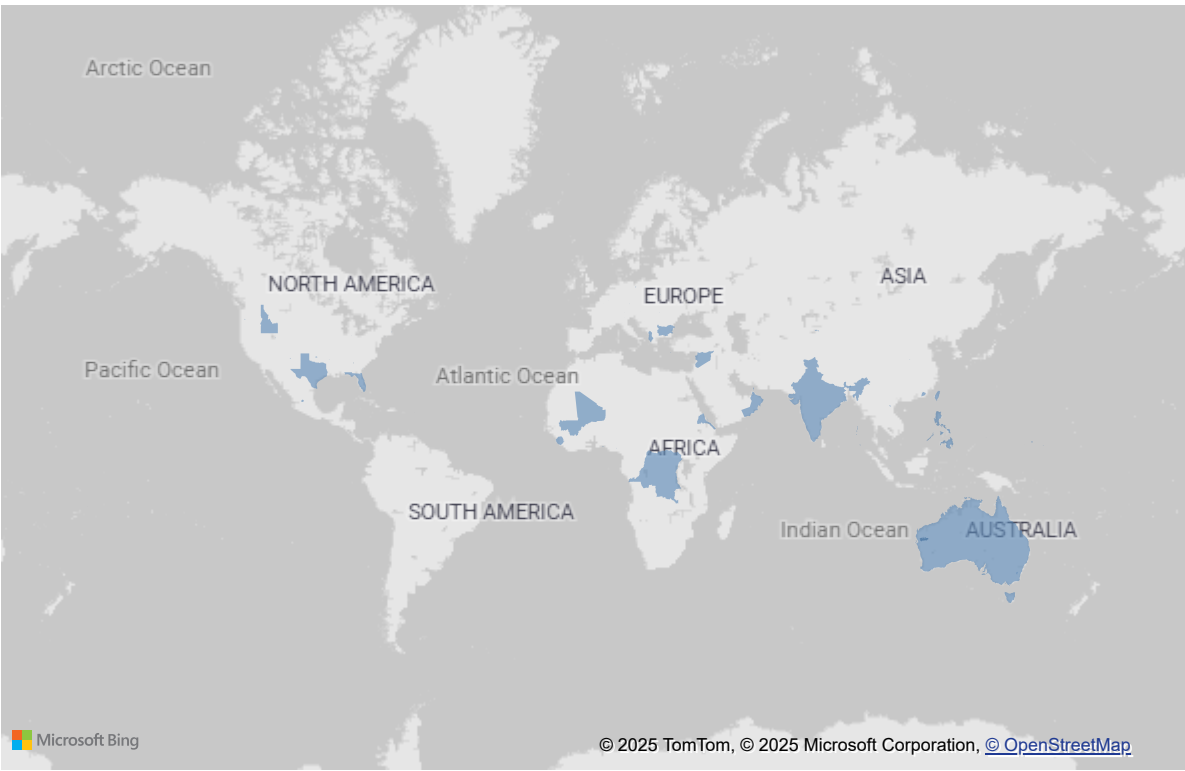 Arctic Ocean
NORTH AMERICA
ASIA
EUROPE
Pacific Ocean
Atlantic Ocean
AFRICA
SOUTH AMERICA
Indian Ocean
AUSTRALIA
Microsoft Bing
© 2025 TomTom, © 2025 Microsoft Corporation, © OpenStreetMap